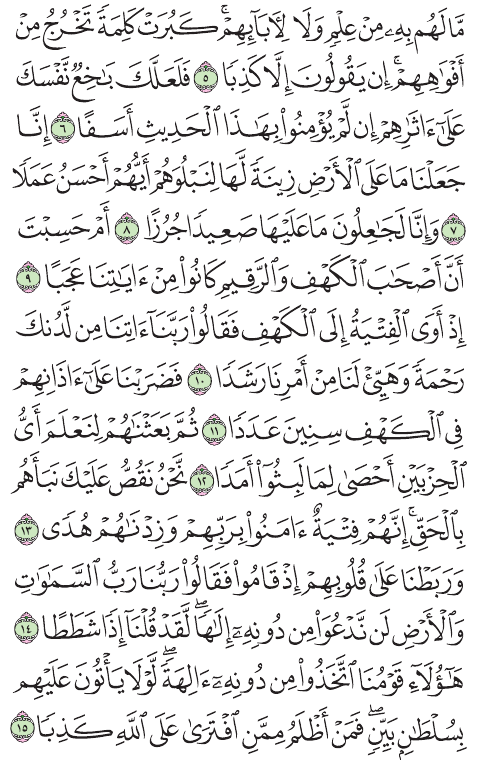 مَّا لَهُم بِهِۦ مِنْ عِلْمٍ وَلَا لِـَٔابَآئِهِمْ ۚ كَبُرَتْ كَلِمَةً تَخْرُجُ مِنْ
أَفْوَٰهِهِمْ ۚ إِن يَقُولُونَ إِلَّا كَذِبًا ٥ فَلَعَلَّكَ بَـٰخِعٌ نَّفْسَكَ
عَلَىٰٓ ءَاثَـٰرِهِمْ إِن لَّمْ يُؤْمِنُوا۟ بِهَـٰذَا ٱلْحَدِيثِ أَسَفًا ٦ إِنَّا
جَعَلْنَا مَا عَلَى ٱلْأَرْضِ زِينَةً لَّهَا لِنَبْلُوَهُمْ أَيُّهُمْ أَحْسَنُ عَمَلًا
٧ وَإِنَّا لَجَـٰعِلُونَ مَا عَلَيْهَا صَعِيدًا جُرُزًا ٨ أَمْ حَسِبْتَ
أَنَّ أَصْحَـٰبَ ٱلْكَهْفِ وَٱلرَّقِيمِ كَانُوا۟ مِنْ ءَايَـٰتِنَا عَجَبًا ٩
إِذْ أَوَى ٱلْفِتْيَةُ إِلَى ٱلْكَهْفِ فَقَالُوا۟ رَبَّنَآ ءَاتِنَا مِن لَّدُنكَ
رَحْمَةً وَهَيِّئْ لَنَا مِنْ أَمْرِنَا رَشَدًا ١٠ فَضَرَبْنَا عَلَىٰٓ ءَاذَانِهِمْ
فِى ٱلْكَهْفِ سِنِينَ عَدَدًا ١١ ثُمَّ بَعَثْنَـٰهُمْ لِنَعْلَمَ أَىُّ
ٱلْحِزْبَيْنِ أَحْصَىٰ لِمَا لَبِثُوٓا۟ أَمَدًا ١٢ نَّحْنُ نَقُصُّ عَلَيْكَ نَبَأَهُم
بِٱلْحَقِّ ۚ إِنَّهُمْ فِتْيَةٌ ءَامَنُوا۟ بِرَبِّهِمْ وَزِدْنَـٰهُمْ هُدًى ١٣
وَرَبَطْنَا عَلَىٰ قُلُوبِهِمْ إِذْ قَامُوا۟ فَقَالُوا۟ رَبُّنَا رَبُّ ٱلسَّمَـٰوَٰتِ
وَٱلْأَرْضِ لَن نَّدْعُوَا۟ مِن دُونِهِۦٓ إِلَـٰهًا ۖ لَّقَدْ قُلْنَآ إِذًا شَطَطًا ١٤
هَـٰٓؤُلَآءِ قَوْمُنَا ٱتَّخَذُوا۟ مِن دُونِهِۦٓ ءَالِهَةً ۖ لَّوْلَا يَأْتُونَ عَلَيْهِم
بِسُلْطَـٰنٍۭ بَيِّنٍ ۖ فَمَنْ أَظْلَمُ مِمَّنِ ٱفْتَرَىٰ عَلَى ٱللَّهِ كَذِبًا ١٥